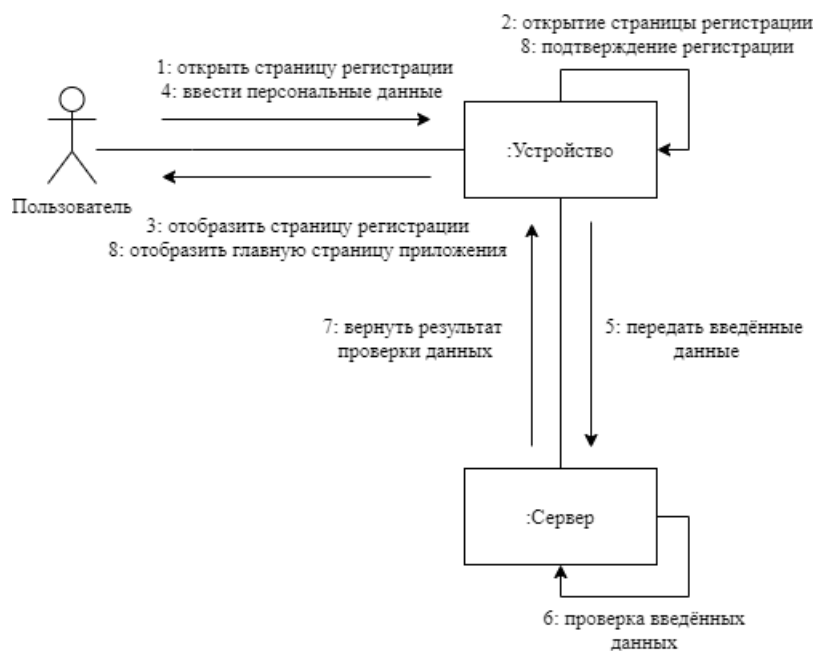 2: открытие страницы регистрации
8: подтверждение регистрации
1: открыть страницу регистрации
4: ввести персональные данные
:Устройство
Пользователь
3: отобразить страницу регистрации
8: отобразить главную страницу приложения
7: вернуть результат
проверки данных
5: передать введённые
данные
:Сервер
6: проверка введённых
данных